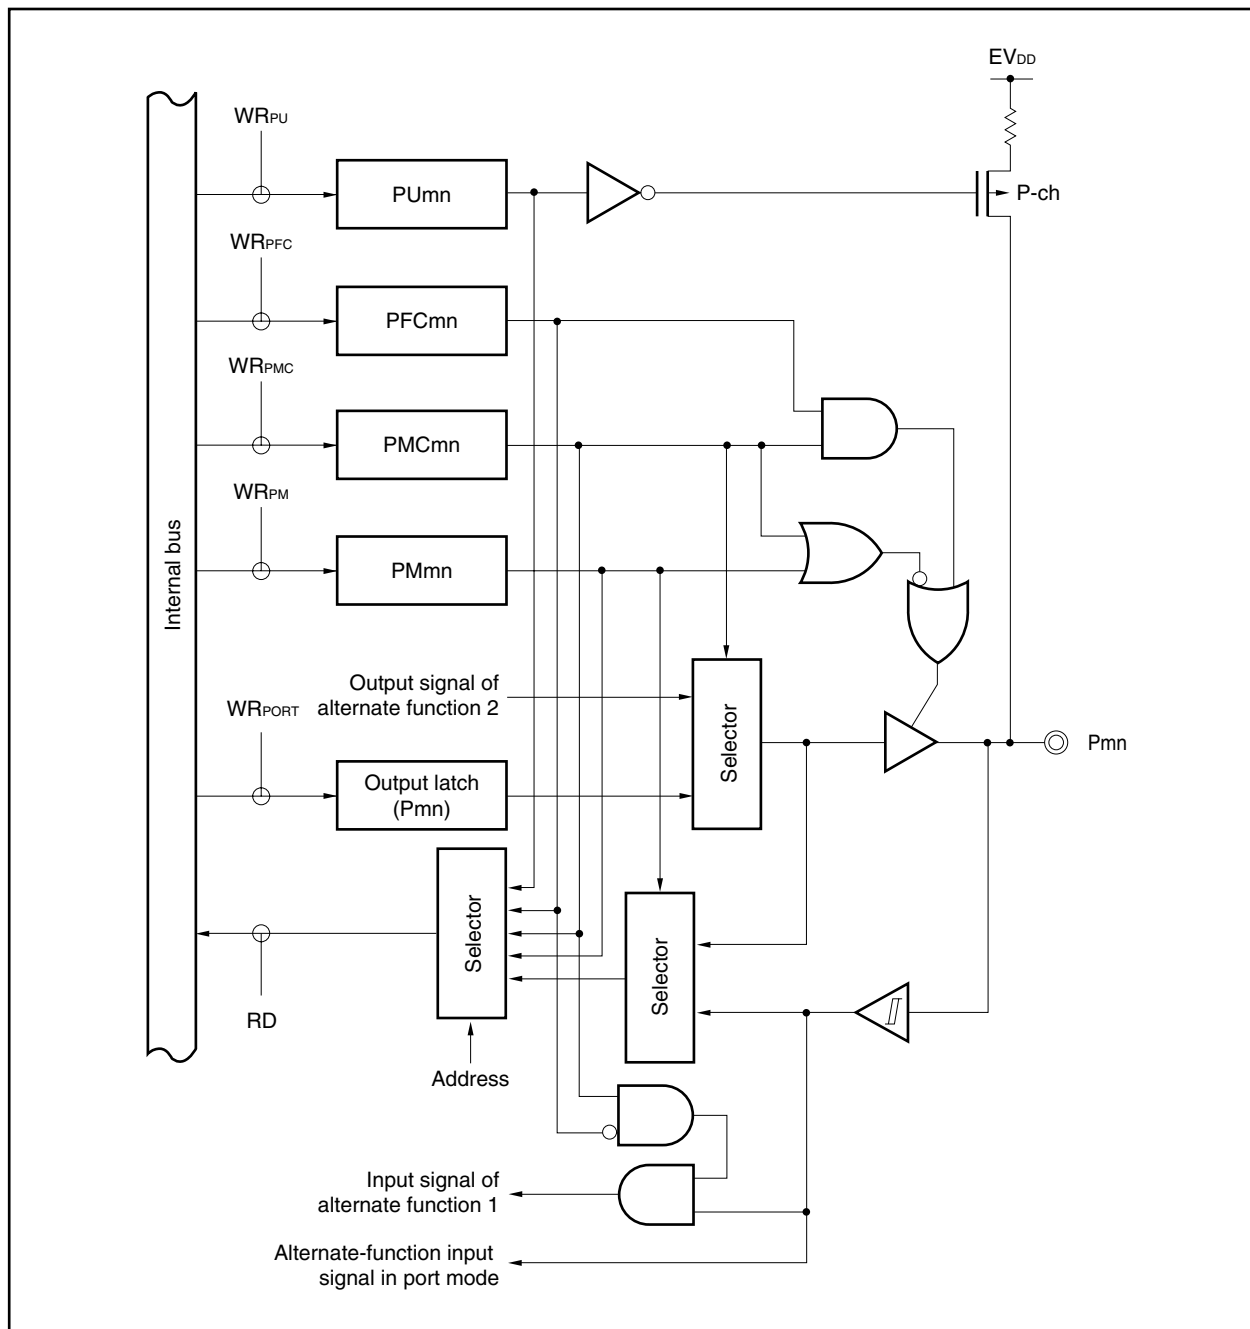 EVDD
WRPU
PUmn
P-ch
WRPFC
PFCmn
WRPMC
PMCmn
WRPM
PMmn
Internal bus
Output signal of
alternate function 2
Selector
WRPORT
Output latch
(Pmn)
Pmn
Selector
Selector
RD
Address
Input signal of
alternate function 1
Alternate-function input
signal in port mode